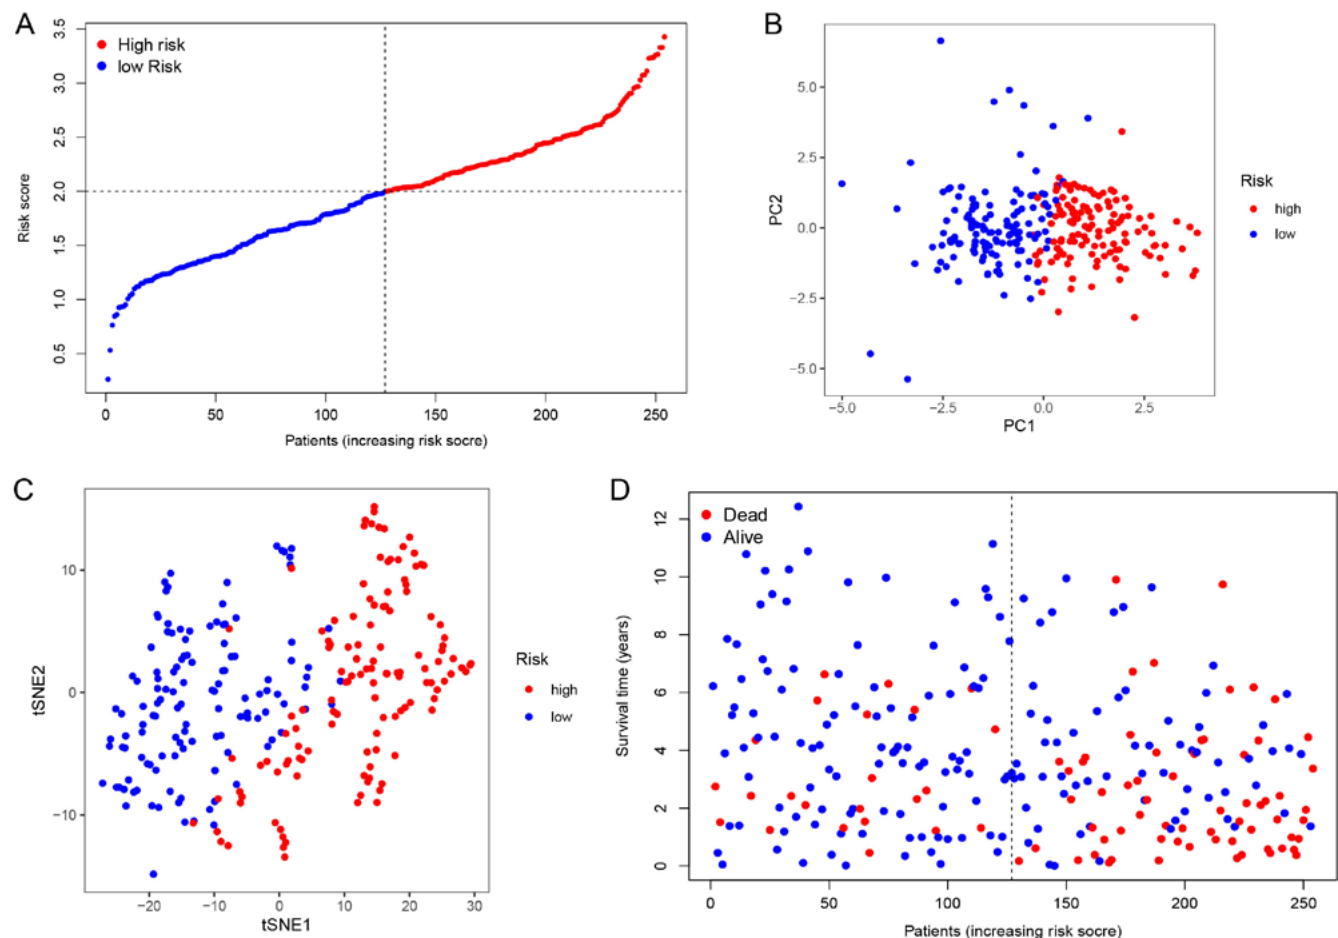 A
High risk
low Risk
Risk score
3.5
3.0
2.5
2.0
1.5
1.0
0.5
0 50 100 150 200 250
Patients (increasing risk socre)
B
PC2
5.0
2.5
0.0
−2.5
−5.0
−5.0 −2.5 0.0 2.5
PC1
Risk
high
low
C
tSNE2
10
0
−10
−20 −10 0 10 20 30
tSNE1
Risk
high
low
D
Dead
Alive
Survival time (years)
12
10
8
6
4
2
0
0 50 100 150 200 250
Patients (increasing risk socre)